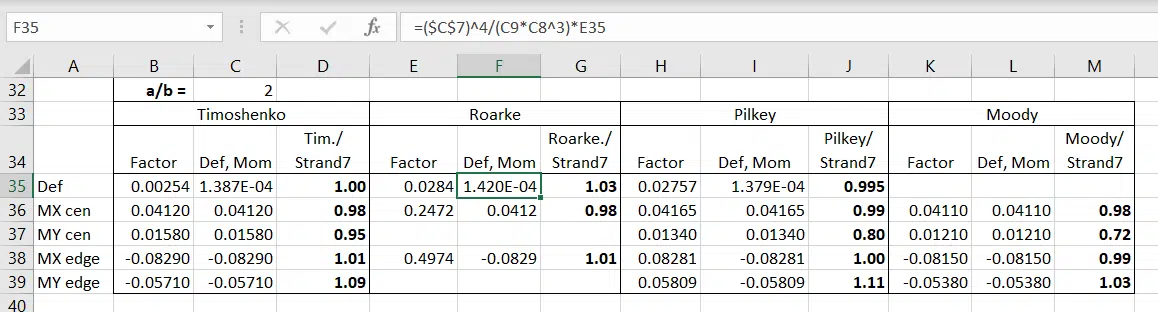 F35 fx =($C$7)^4/(C9*C8^3)*E35
A B C D E F G H I J K L M
32 a/b = 2
33 Timoshenko Roarke Pilkey Moody
Tim./ Roarke./ Pilkey/ Moody/
34 Factor Def, Mom Strand7 Factor Def, Mom Strand7 Factor Def, Mom Strand7 Factor Def, Mom Strand7
35 Def 0.00254 1.387E-04 1.00 0.0284 1.420E-04 1.03 0.02757 1.379E-04 0.995
36 MX cen 0.04120 0.04120 0.98 0.2472 0.0412 0.98 0.04165 0.04165 0.99 0.04110 0.04110 0.98
37 MY cen 0.01580 0.01580 0.95 0.01340 0.01340 0.80 0.01210 0.01210 0.72
38 MX edge -0.08290 -0.08290 1.01 0.4974 -0.0829 1.01 0.08281 -0.08281 1.00 -0.08150 -0.08150 0.99
39 MY edge -0.05710 -0.05710 1.09 0.05809 -0.05809 1.11 -0.05380 -0.05380 1.03
40